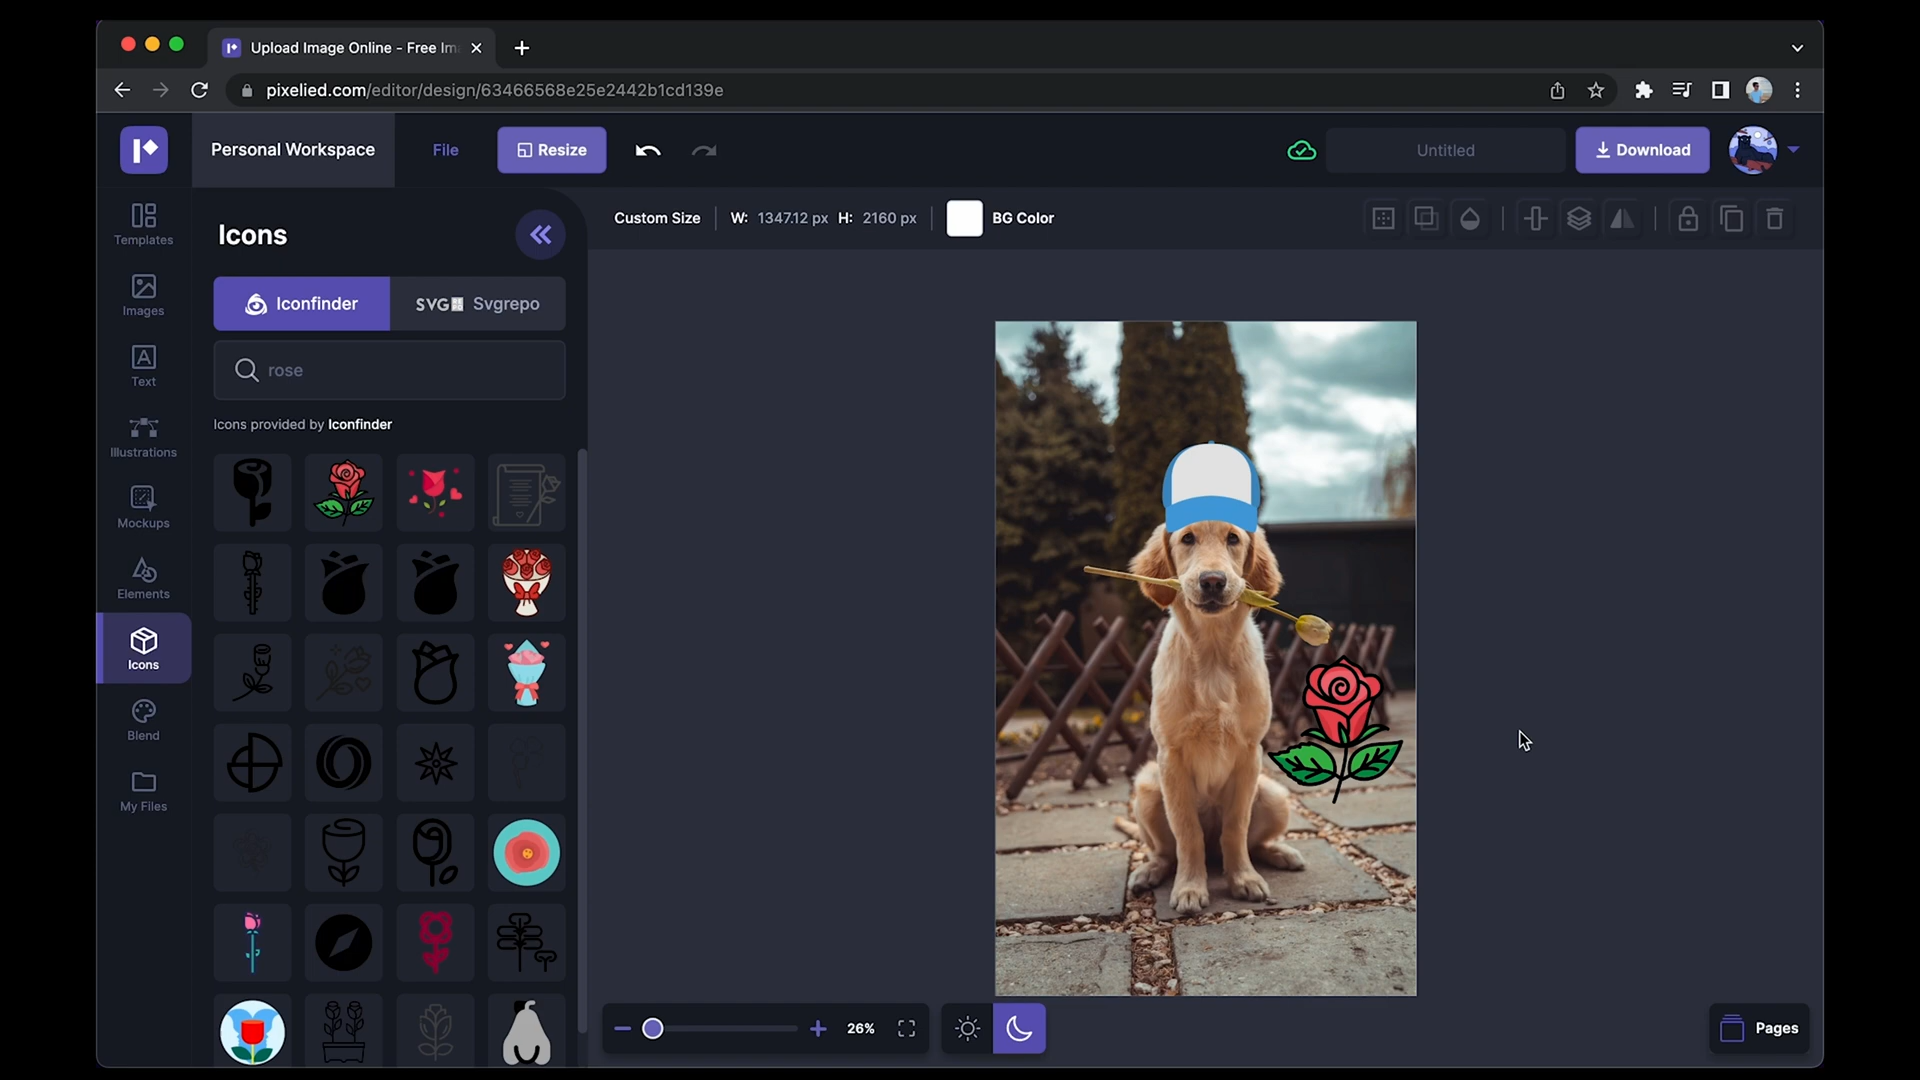 Upload Image Online - Free Im
pixelied.com/editor/design/63466568e25e2442b1cd139e
Personal Workspace
File
Resize
Untitled
Download
Custom Size
W: 1347.12 px H: 2160 px
BG Color
Templates
Images
Text
Illustrations
Mockups
Elements
Icons
Blend
My Files
Icons
Iconfinder
SVG Svgrepo
rose
Icons provided by Iconfinder
26%
Pages